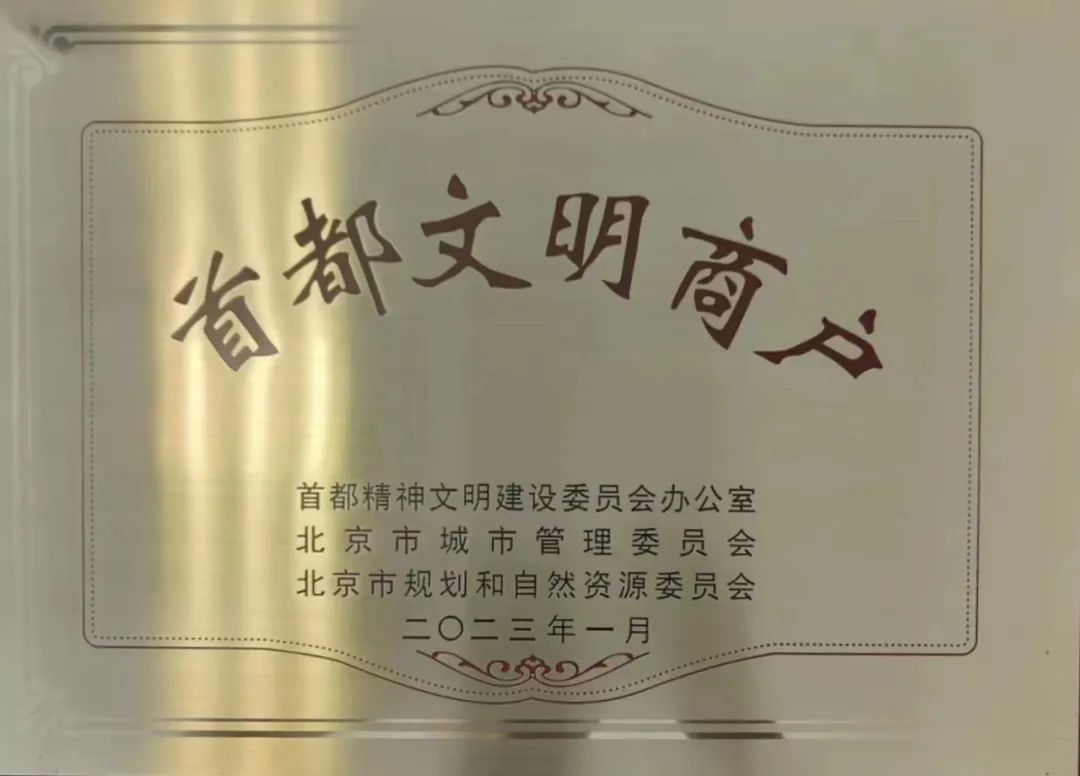 首都文明商户
首都精神文明建设委员会办公室
北京市城市管理委员会
北京市规划和自然资源委员会
二〇二三年一月